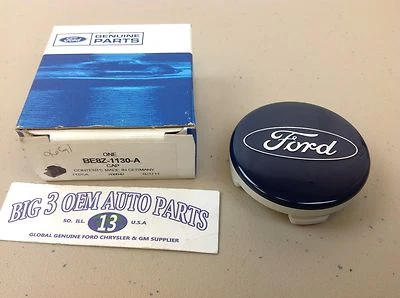 Ford
GENUINE
PARTS
ONE
BE8Z-1130-A
CAP
CONTENTS MADE IN GERMANY
Ford
BIG 3 OEM AUTO PARTS
SO. ILL. 13 U.S.A
GLOBAL GENUINE FORD CHRYSLER & GM SUPPLIER